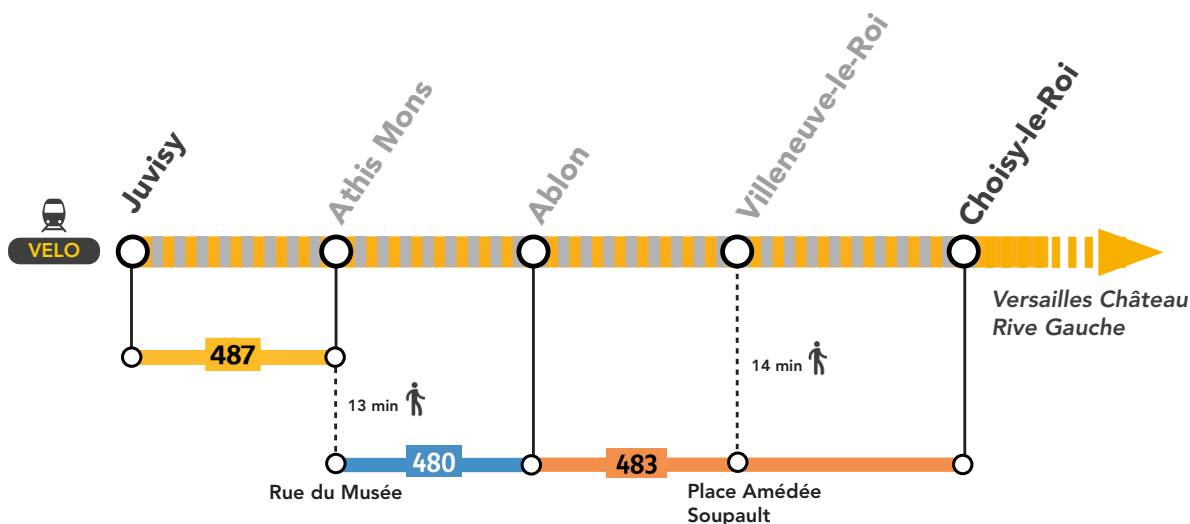 Juvisy
Athis Mons
Ablon
Villeneuve-le-Roi
Choisy-le-Roi
VELO
Versailles Château
Rive Gauche
487
14 min
13 min
480
483
Rue du Musée
Place Amédée
Soupault